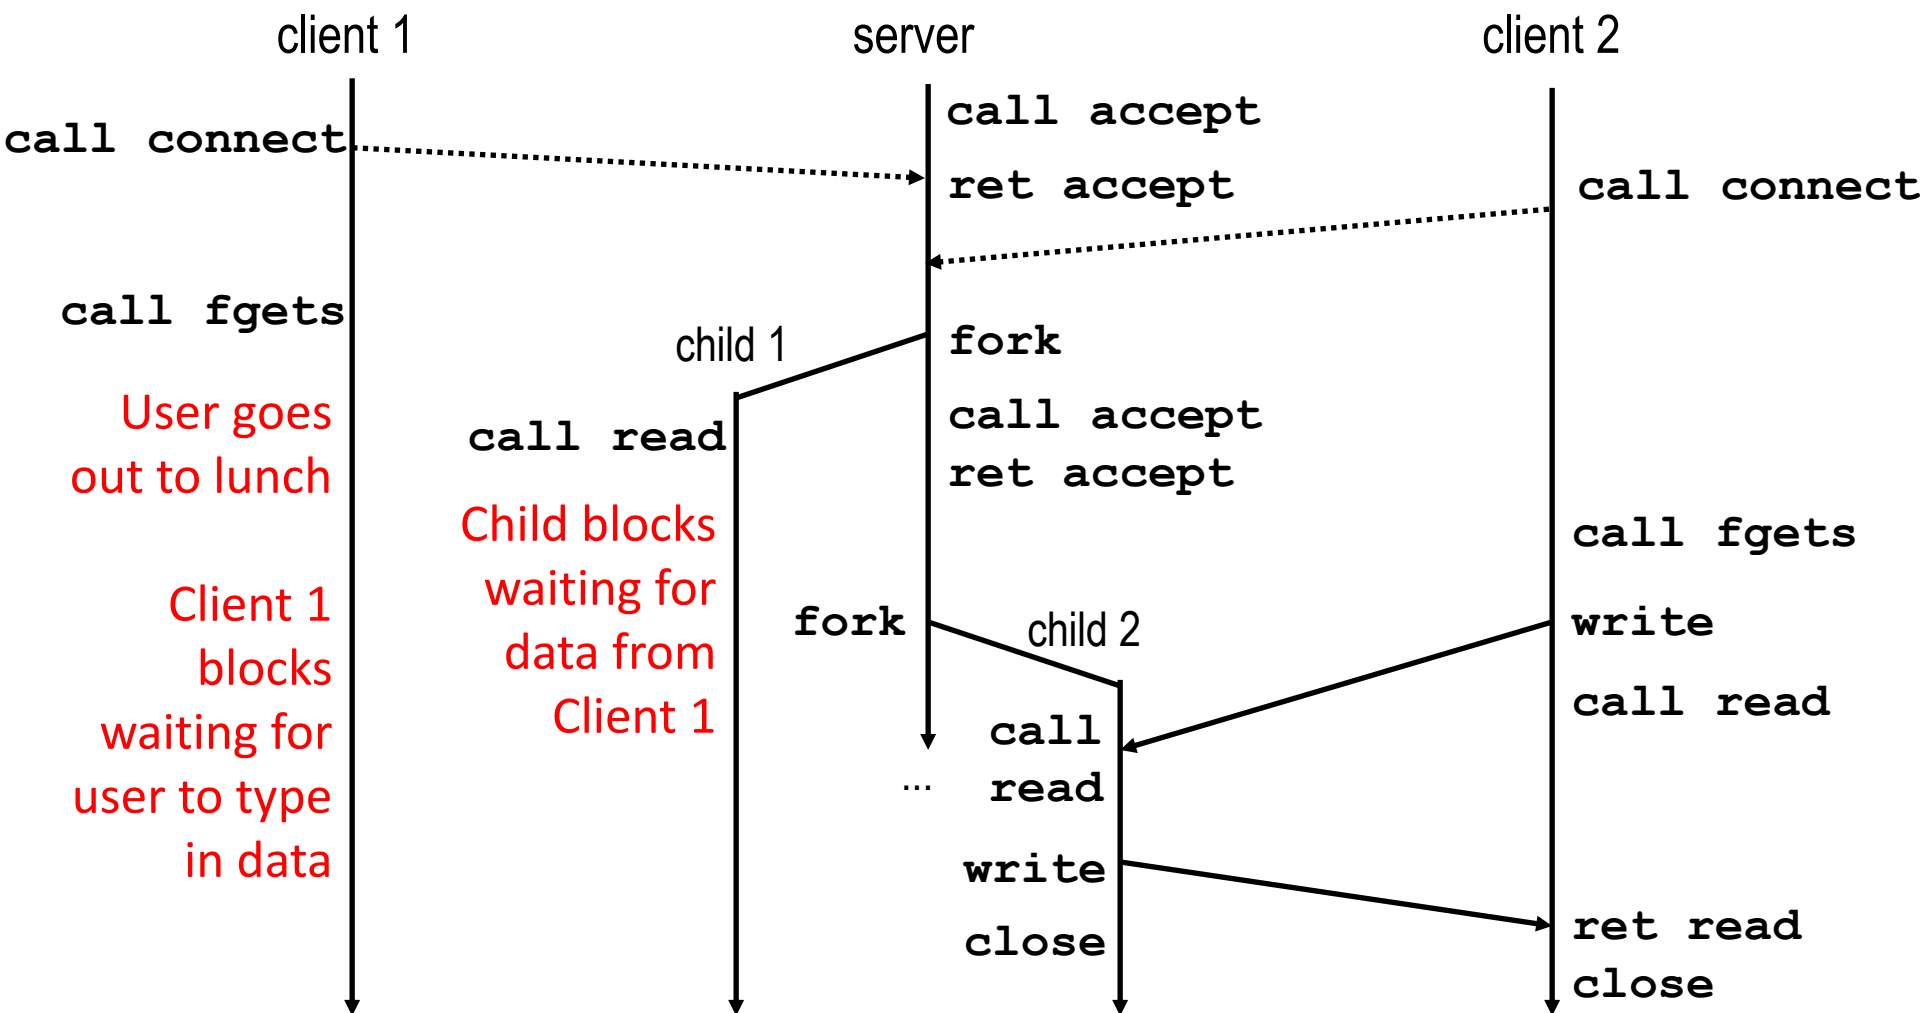 client 1
server
client 2
call connect
call accept
ret accept
call connect
call fgets
child 1
fork
User goes
out to lunch
call read
call accept
ret accept
Client 1
blocks
waiting for
user to type
in data
Child blocks
waiting for
data from
Client 1
fork
child 2
call fgets
write
call read
...
call
read
write
close
ret read
close